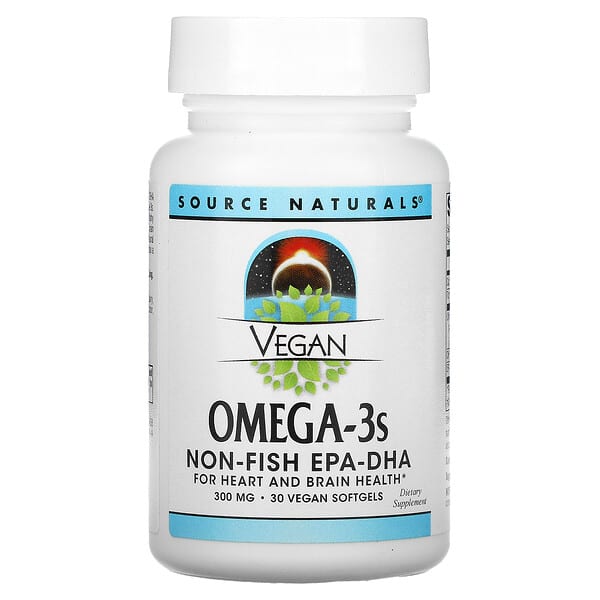 SOURCE NATURALS®
VEGAN
OMEGA-3s
NON-FISH EPA-DHA
FOR HEART AND BRAIN HEALTH*
300 MG • 30 VEGAN SOFTGELS
Dietary
Supplement